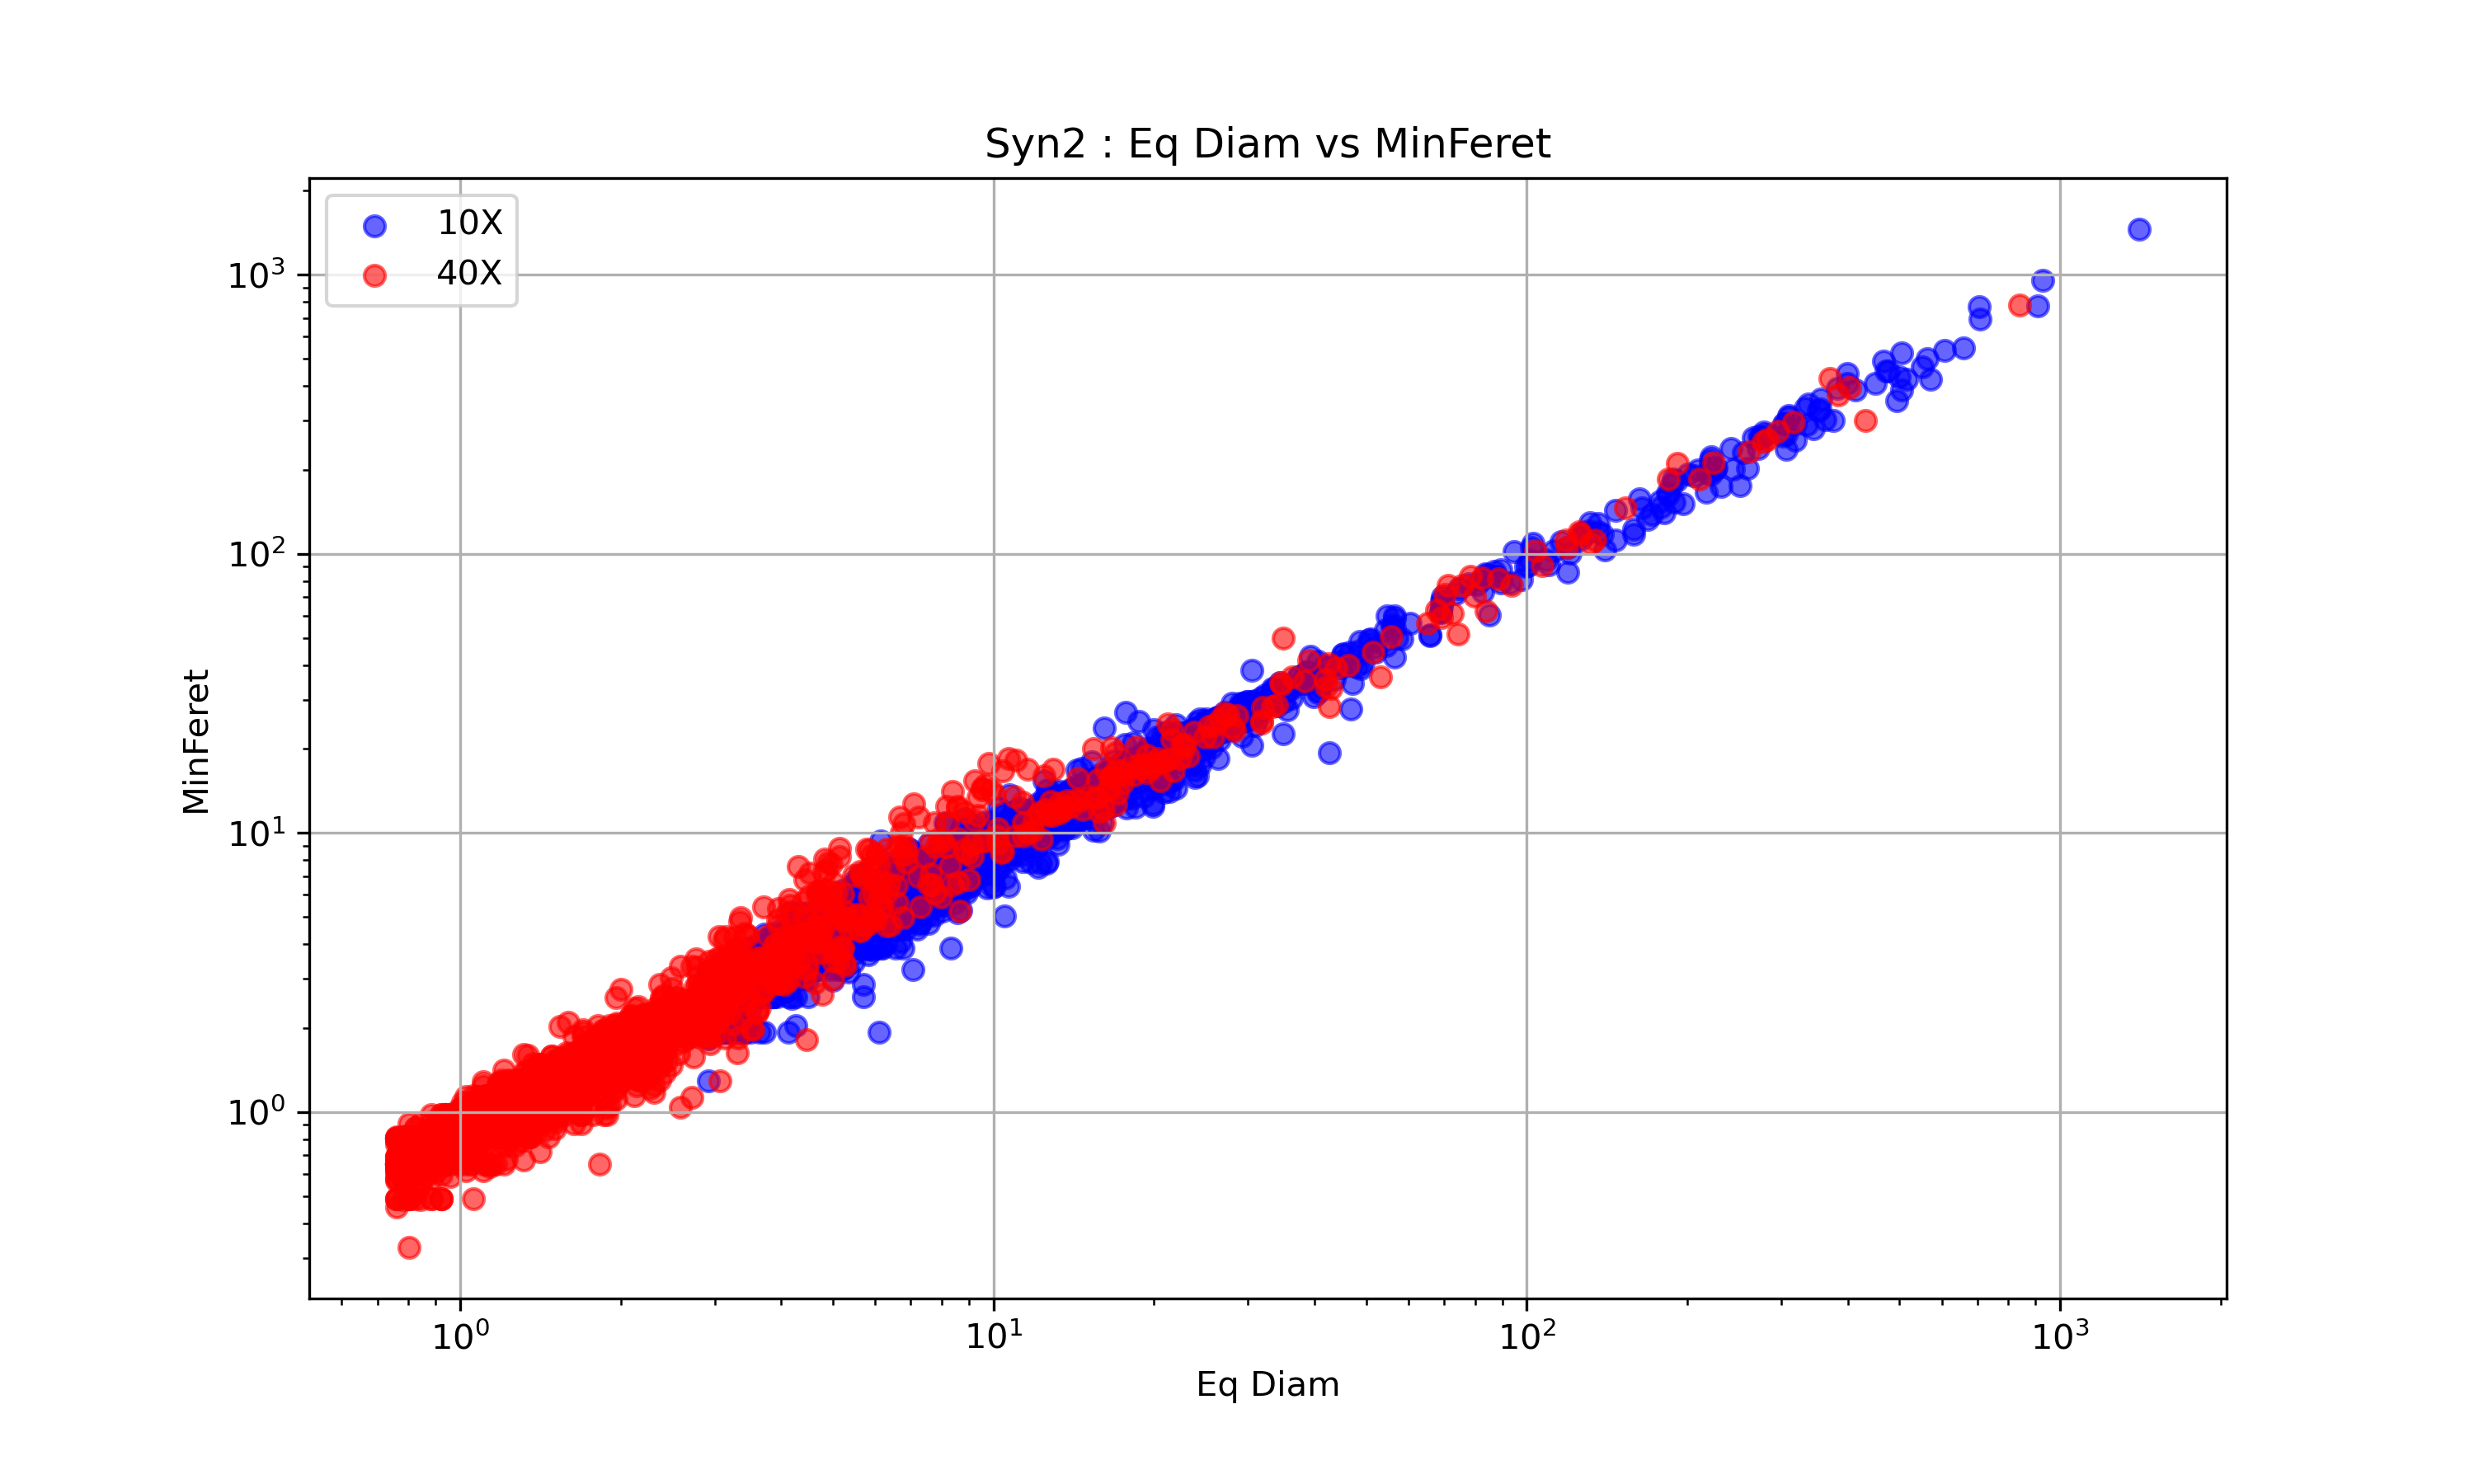 Syn2 : Eq Diam vs MinFeret
10X
40X
MinFeret
10³
10²
10¹
10⁰
10⁰ 10¹ 10² 10³
Eq Diam